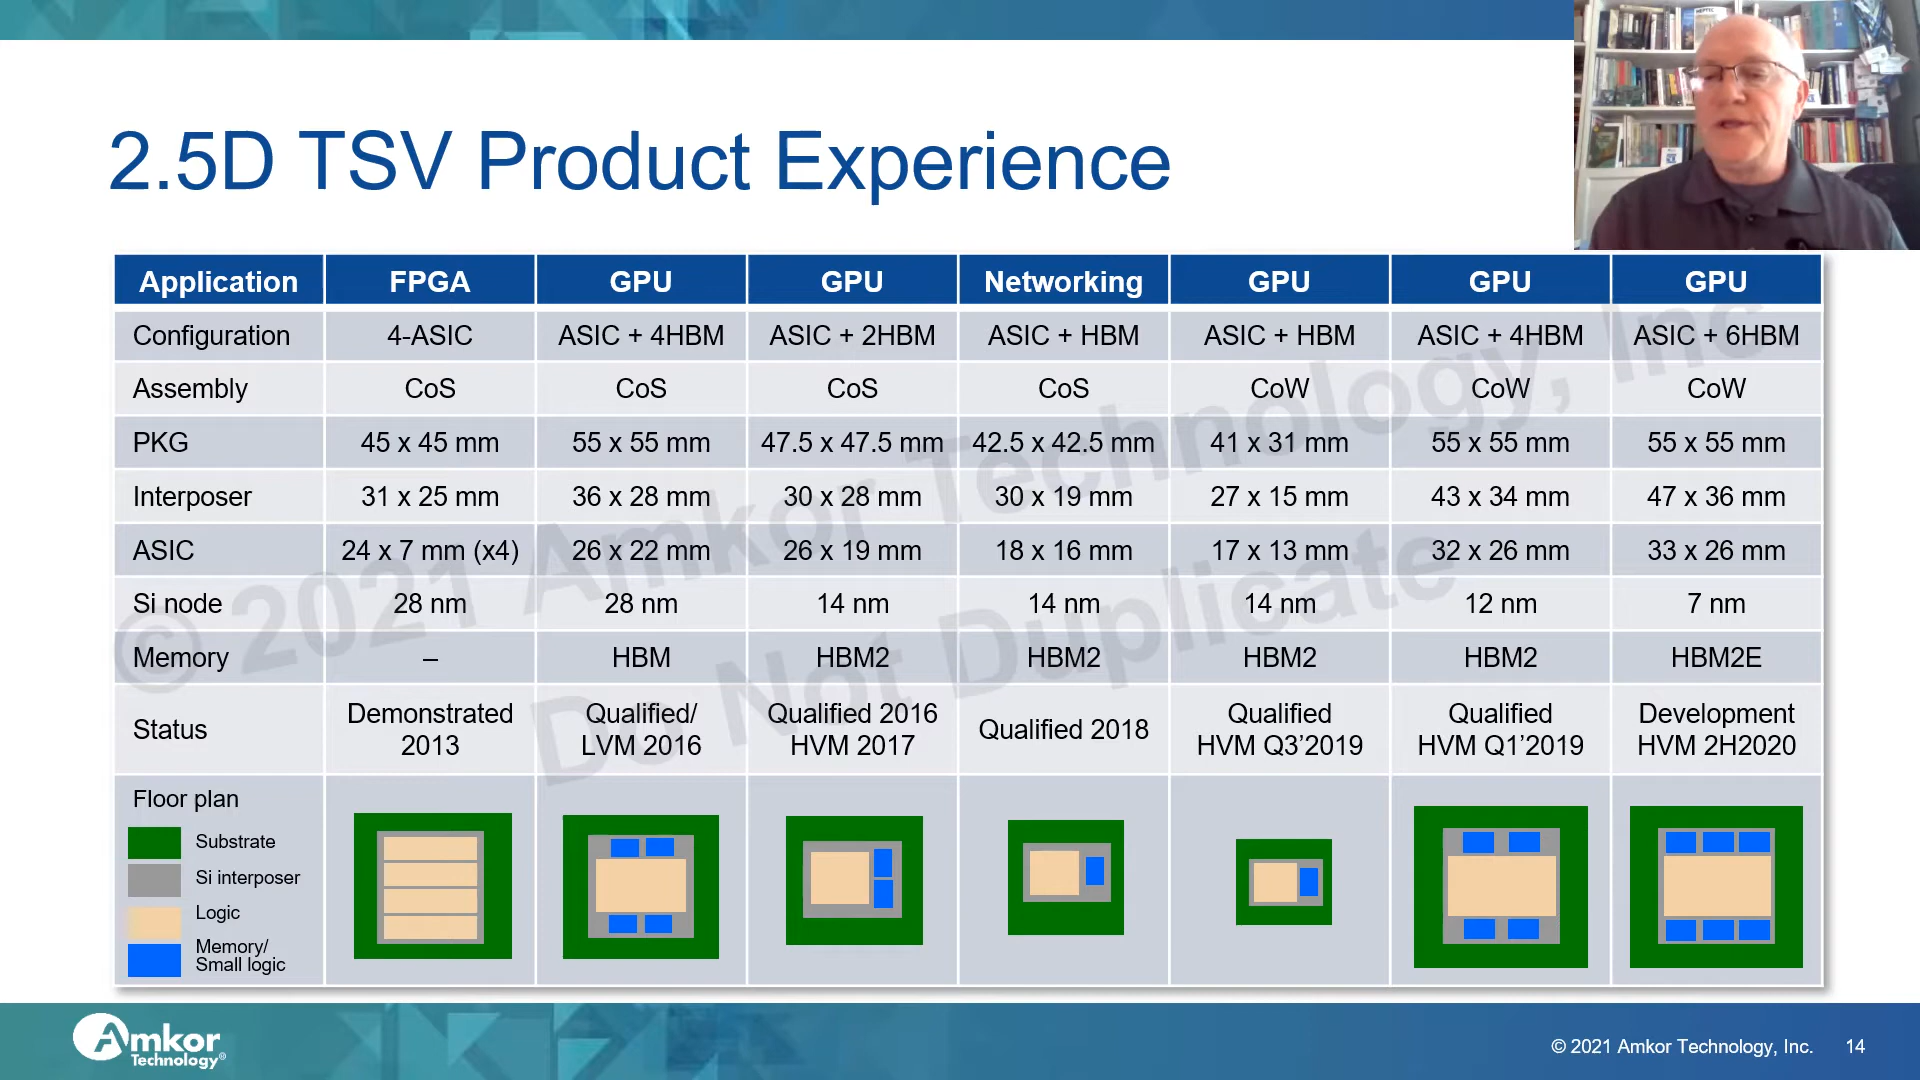 2.5D TSV Product Experience
Application FPGA GPU GPU Networking GPU GPU GPU
Configuration 4-ASIC ASIC + 4HBM ASIC + 2HBM ASIC + HBM ASIC + HBM ASIC + 4HBM ASIC + 6HBM
Assembly CoS CoS CoS CoS CoW CoW CoW
PKG 45 x 45 mm 55 x 55 mm 47.5 x 47.5 mm 42.5 x 42.5 mm 41 x 31 mm 55 x 55 mm 55 x 55 mm
Interposer 31 x 25 mm 36 x 28 mm 30 x 28 mm 30 x 19 mm 27 x 15 mm 43 x 34 mm 47 x 36 mm
ASIC 24 x 7 mm (x4) 26 x 22 mm 26 x 19 mm 18 x 16 mm 17 x 13 mm 32 x 26 mm 33 x 26 mm
Si node 28 nm 28 nm 14 nm 14 nm 14 nm 12 nm 7 nm
Memory – HBM HBM2 HBM2 HBM2 HBM2 HBM2E
Status Demonstrated 2013 Qualified/ LVM 2016 Qualified 2016 HVM 2017 Qualified 2018 Qualified HVM Q3’2019 Qualified HVM Q1’2019 Development HVM 2H2020
Floor plan
Substrate
Si interposer
Logic
Memory/
Small logic
© 2021 Amkor Technology, Inc
Do Not Duplicate
Amkor
Technology®
© 2021 Amkor Technology, Inc. 14